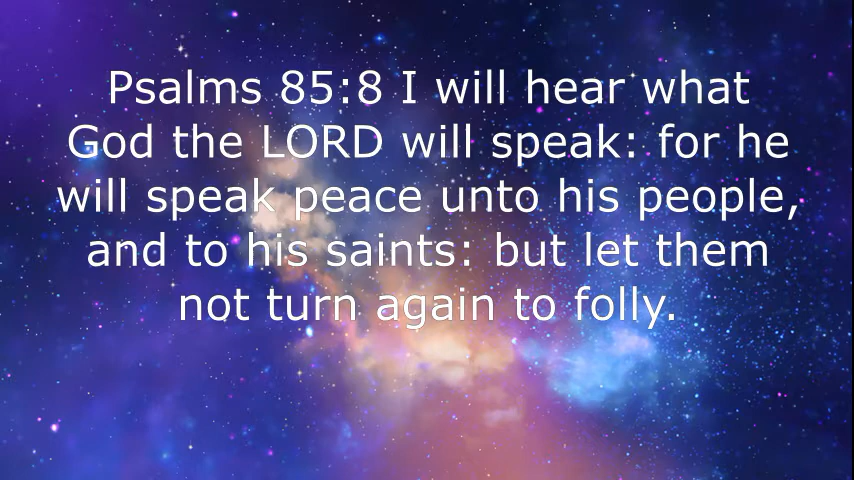 Psalms 85:8 I will hear what
God the LORD will speak: for he
will speak peace unto his people,
and to his saints: but let them
not turn again to folly.